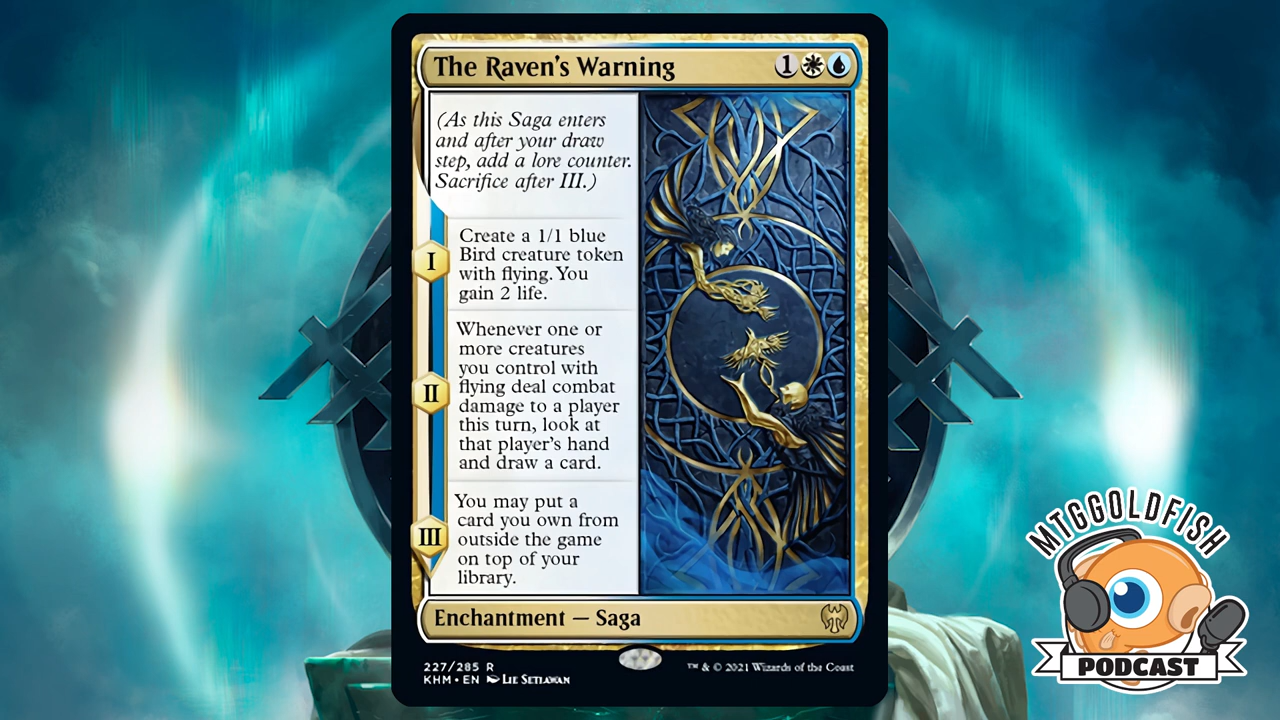 The Raven's Warning 1
(As this Saga enters
and after your draw
step, add a lore counter.
Sacrifice after III.)
I
Create a 1/1 blue
Bird creature token
with flying. You
gain 2 life.
II
Whenever one or
more creatures
you control with
flying deal combat
damage to a player
this turn, look at
that player's hand
and draw a card.
III
You may put a
card you own from
outside the game
on top of your
library.
Enchantment — Saga
227/285 R
KHM • EN Lie Setiawan
™ & © 2021 Wizards of the Coast
MTGGOLDFISH
PODCAST